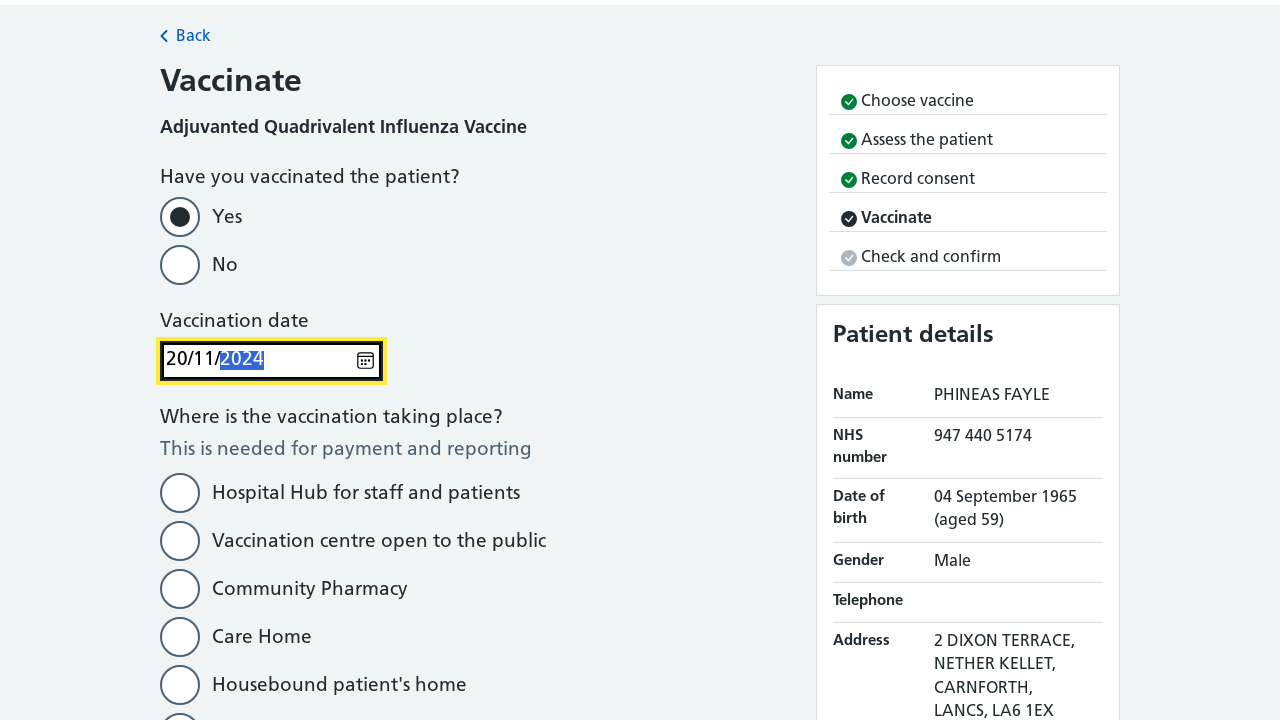 Back
Vaccinate
Adjuvanted Quadrivalent Influenza Vaccine
Have you vaccinated the patient?
Yes
No
Vaccination date
20/11/2024
Where is the vaccination taking place?
This is needed for payment and reporting
Hospital Hub for staff and patients
Vaccination centre open to the public
Community Pharmacy
Care Home
Housebound patient's home
Choose vaccine
Assess the patient
Record consent
Vaccinate
Check and confirm
Patient details
Name PHINEAS FAYLE
NHS number 947 440 5174
Date of birth 04 September 1965
(aged 59)
Gender Male
Telephone
Address 2 DIXON TERRACE,
NETHER KELLET,
CARNFORTH,
LANCS, LA6 1EX